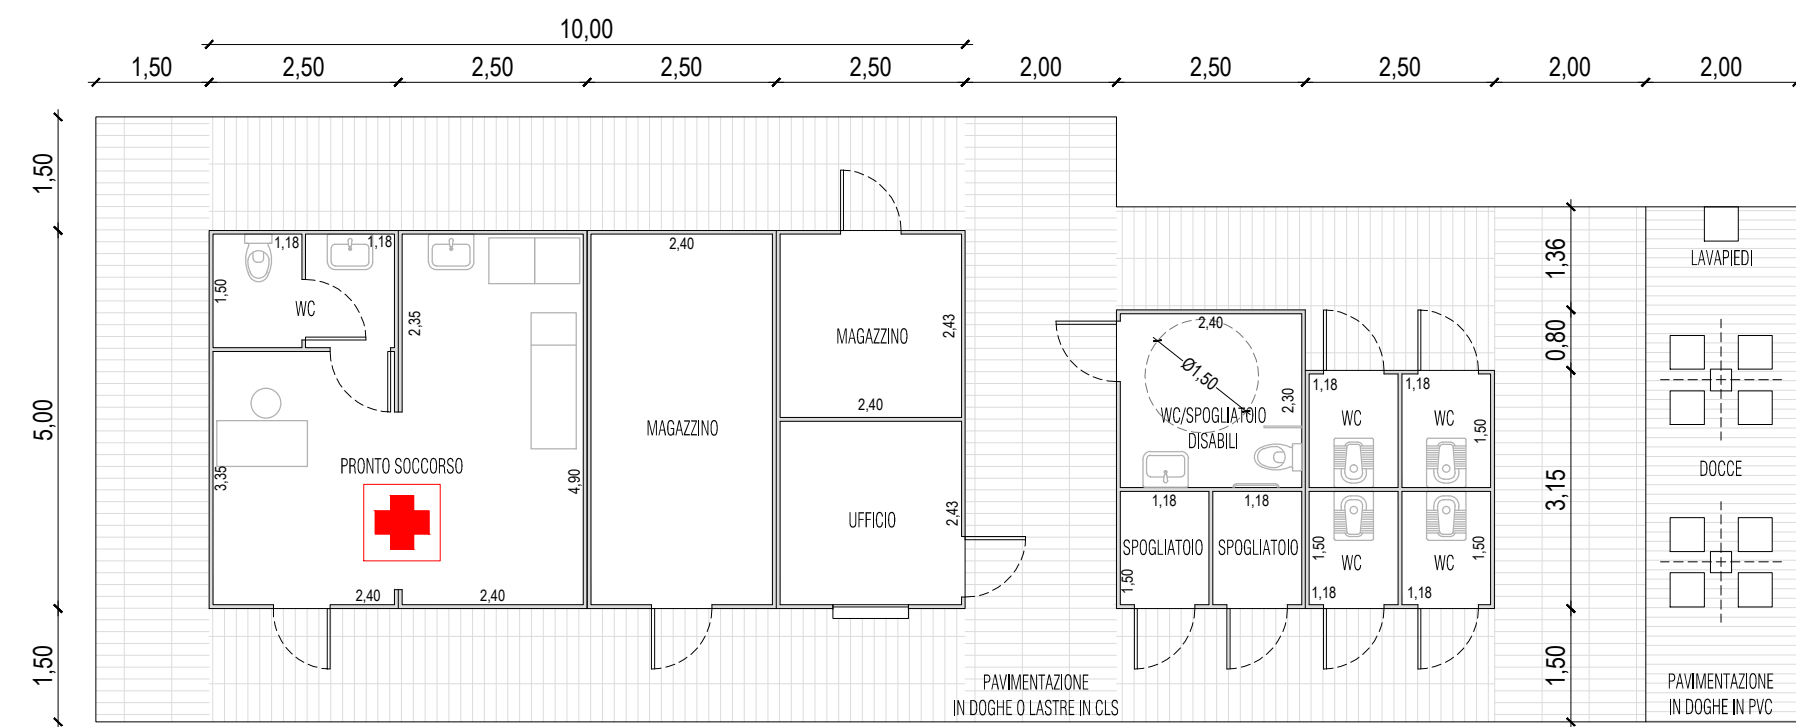 10,00
1,50 2,50 2,50 2,50 2,50 2,00 2,50 2,50 2,00 2,00
1,50
5,00
1,50
1,18 1,18
1,50
WC
2,35
3,35
PRONTO SOCCORSO
4,90
2,40 2,40
2,40
MAGAZZINO
MAGAZZINO
2,43
2,40
UFFICIO
2,43
2,40
Ø1,50
2,30
WC/SPOGLIATOIO
DISABILI
1,18 1,18
SPOGLIATOIO SPOGLIATOIO
1,50
1,18 1,18
WC WC
1,50
1,50 1,50
WC WC
1,18 1,18
1,36
0,80
3,15
1,50
LAVAPIEDI
DOCCE
PAVIMENTAZIONE
IN DOGHE O LASTRE IN CLS
PAVIMENTAZIONE
IN DOGHE IN PVC